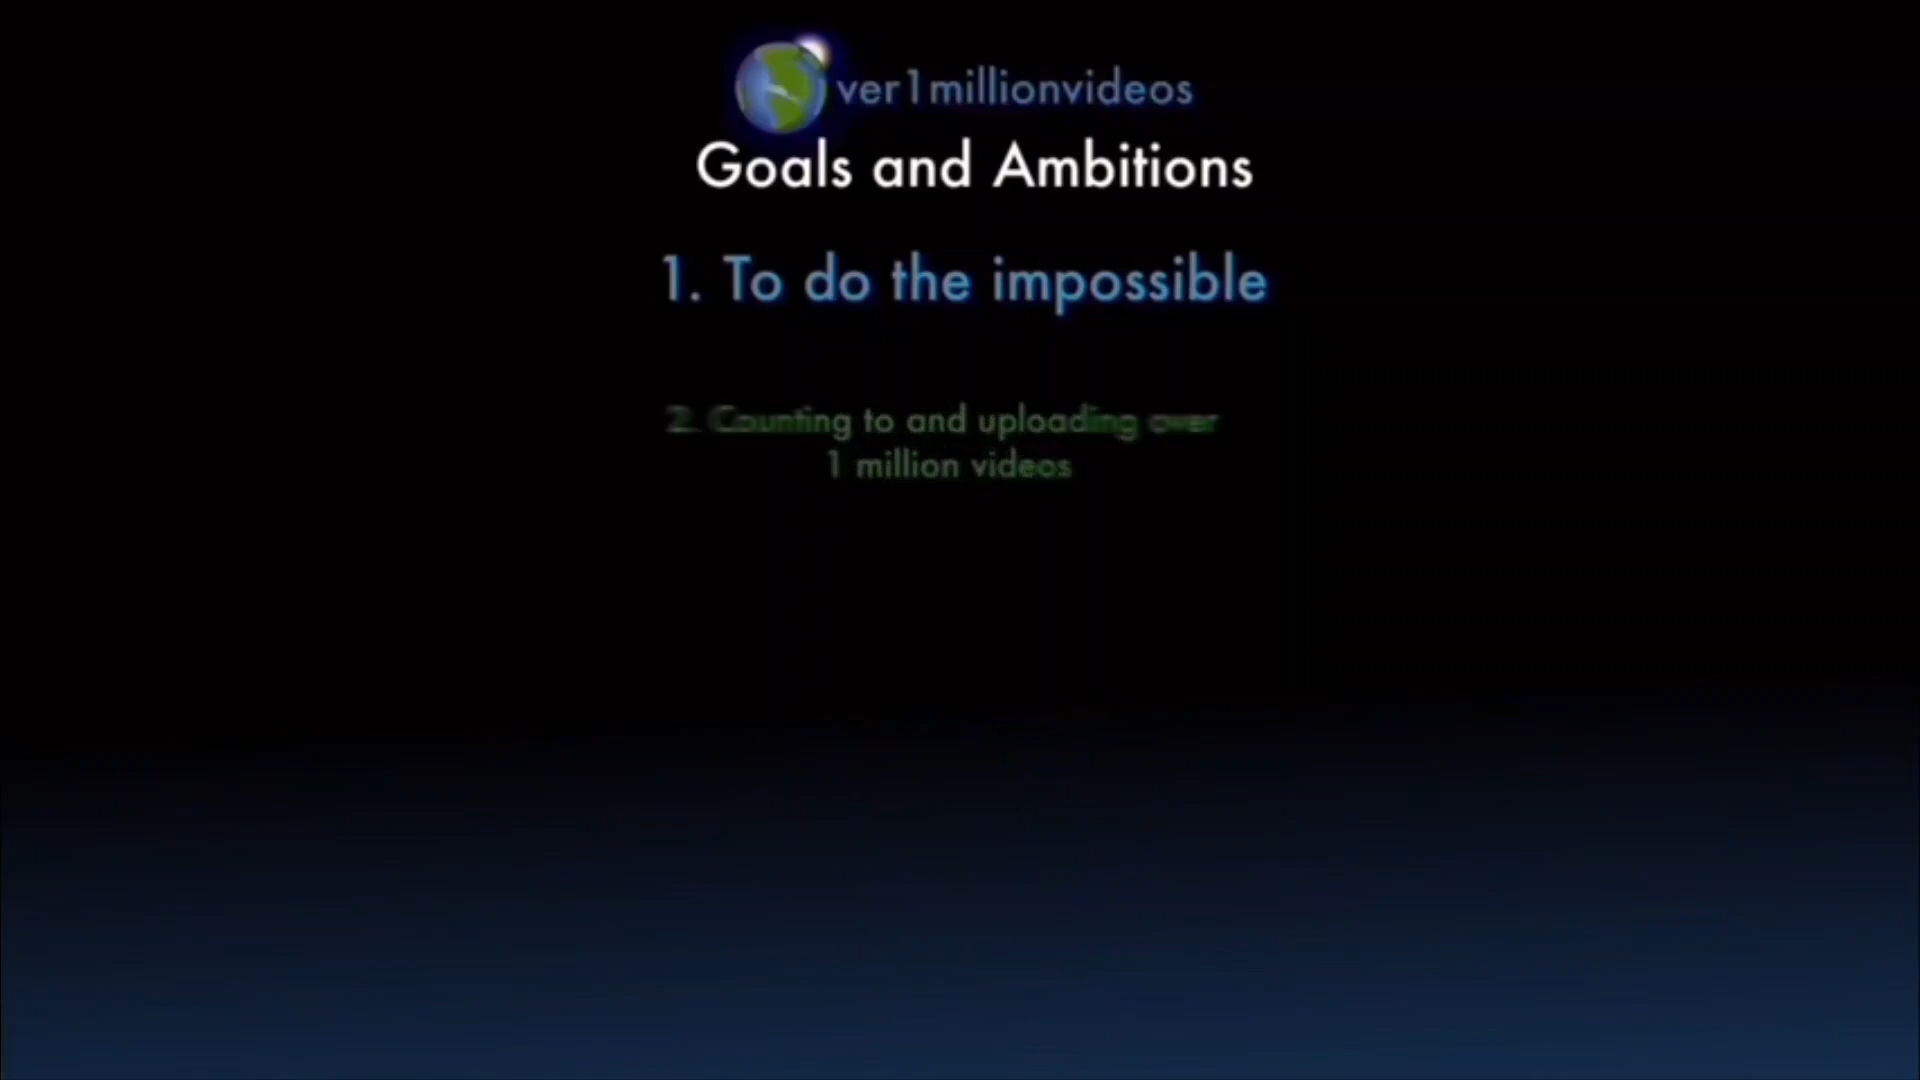 ver1millionvideos
Goals and Ambitions
1. To do the impossible
2. Counting to and uploading over
1 million videos